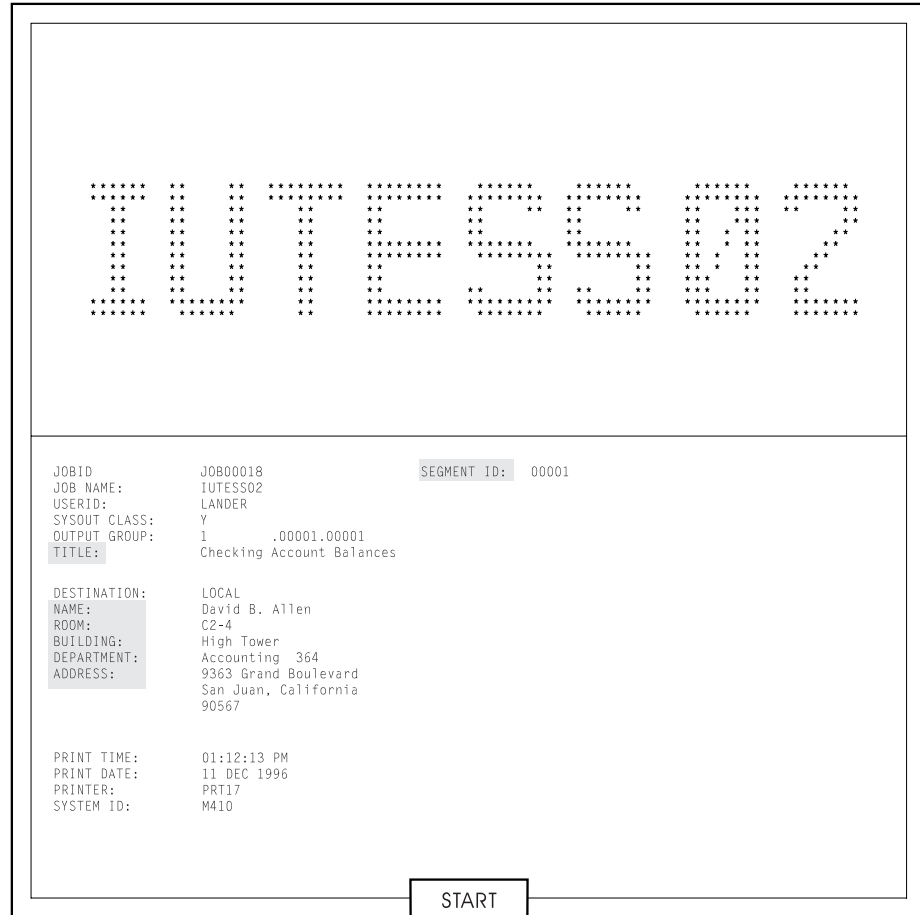 IUTESS02
JOBID JOB00018 SEGMENT ID: 00001
JOB NAME: IUTESS02
USERID: LANDER
SYSOUT CLASS: Y
OUTPUT GROUP: 1 .00001.00001
TITLE: Checking Account Balances
DESTINATION: LOCAL
NAME: David B. Allen
ROOM: C2-4
BUILDING: High Tower
DEPARTMENT: Accounting 364
ADDRESS: 9363 Grand Boulevard
San Juan, California
90567
PRINT TIME: 01:12:13 PM
PRINT DATE: 11 DEC 1996
PRINTER: PRT17
SYSTEM ID: M410
START